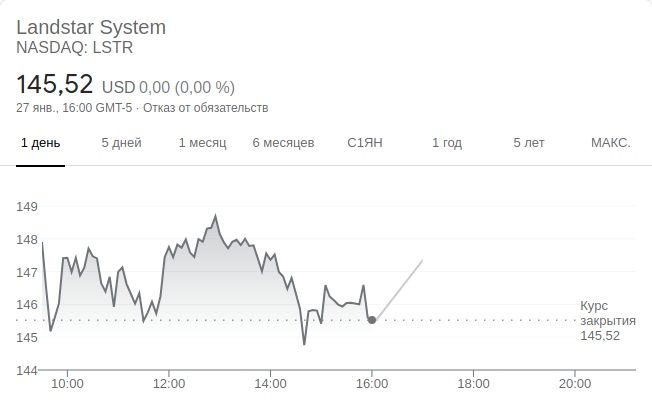 Landstar System
NASDAQ: LSTR
145,52 USD 0,00 (0,00 %)
27 янв., 16:00 GMT-5 · Отказ от обязательств
1 день 5 дней 1 месяц 6 месяцев С1ЯН 1 год 5 лет МАКС.
149
148
147
146
145
144
Курс
закрытия
145,52
10:00 12:00 14:00 16:00 18:00 20:00